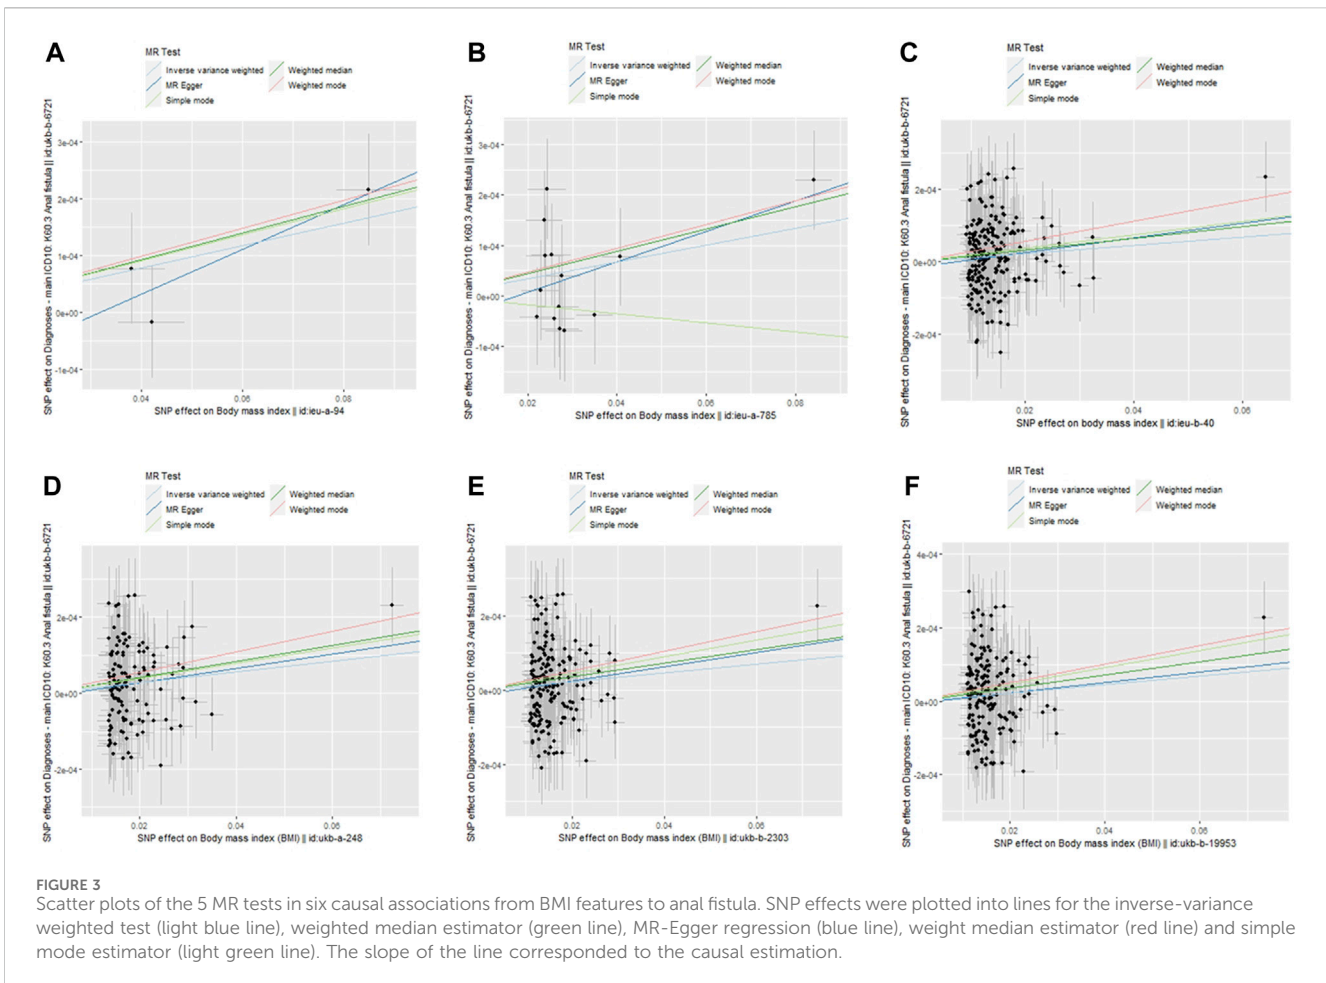 A
MR Test
Inverse variance weighted
Weighted median
MR Egger
Weighted mode
Simple mode
SNP effect on Diagnoses - main ICD10: K60.3 Anal fistula || id:ukb-b-6721
3e-04
2e-04
1e-04
0e+00
-1e-04
0.04
0.06
0.08
SNP effect on Body mass index || id:ieu-a-94
B
MR Test
Inverse variance weighted
Weighted median
MR Egger
Weighted mode
Simple mode
SNP effect on Diagnoses - main ICD10: K60.3 Anal fistula || id:ukb-b-6721
3e-04
2e-04
1e-04
0e+00
-1e-04
0.02
0.04
0.06
0.08
SNP effect on Body mass index || id:ieu-a-785
C
MR Test
Inverse variance weighted
Weighted median
MR Egger
Weighted mode
Simple mode
SNP effect on Diagnoses - main ICD10: K60.3 Anal fistula || id:ukb-b-6721
2e-04
0e+00
-2e-04
0.02
0.04
0.06
SNP effect on body mass index || id:ieu-b-40
D
MR Test
Inverse variance weighted
Weighted median
MR Egger
Weighted mode
Simple mode
SNP effect on Diagnoses - main ICD10: K60.3 Anal fistula || id:ukb-b-6721
2e-04
0e+00
-2e-04
0.02
0.04
0.06
SNP effect on Body mass index (BMI) || id:ukb-a-248
E
MR Test
Inverse variance weighted
Weighted median
MR Egger
Weighted mode
Simple mode
SNP effect on Diagnoses - main ICD10: K60.3 Anal fistula || id:ukb-b-6721
2e-04
0e+00
-2e-04
0.02
0.04
0.06
SNP effect on Body mass index (BMI) || id:ukb-b-2303
F
MR Test
Inverse variance weighted
Weighted median
MR Egger
Weighted mode
Simple mode
SNP effect on Diagnoses - main ICD10: K60.3 Anal fistula || id:ukb-b-6721
4e-04
2e-04
0e+00
-2e-04
0.02
0.04
0.06
SNP effect on Body mass index (BMI) || id:ukb-b-19953
FIGURE 3
Scatter plots of the 5 MR tests in six causal associations from BMI features to anal fistula. SNP effects were plotted into lines for the inverse-variance
weighted test (light blue line), weighted median estimator (green line), MR-Egger regression (blue line), weight median estimator (red line) and simple
mode estimator (light green line). The slope of the line corresponded to the causal estimation.